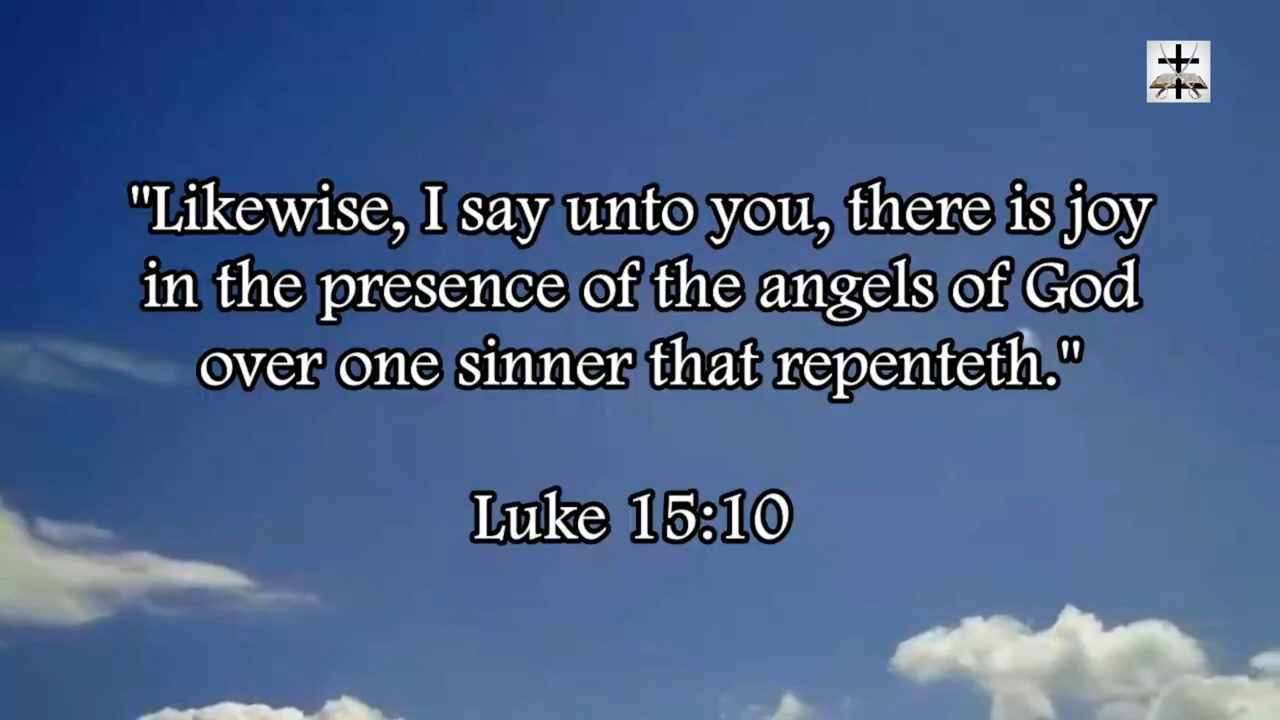 "Likewise, I say unto you, there is joy
in the presence of the angels of God
over one sinner that repenteth."
Luke 15:10